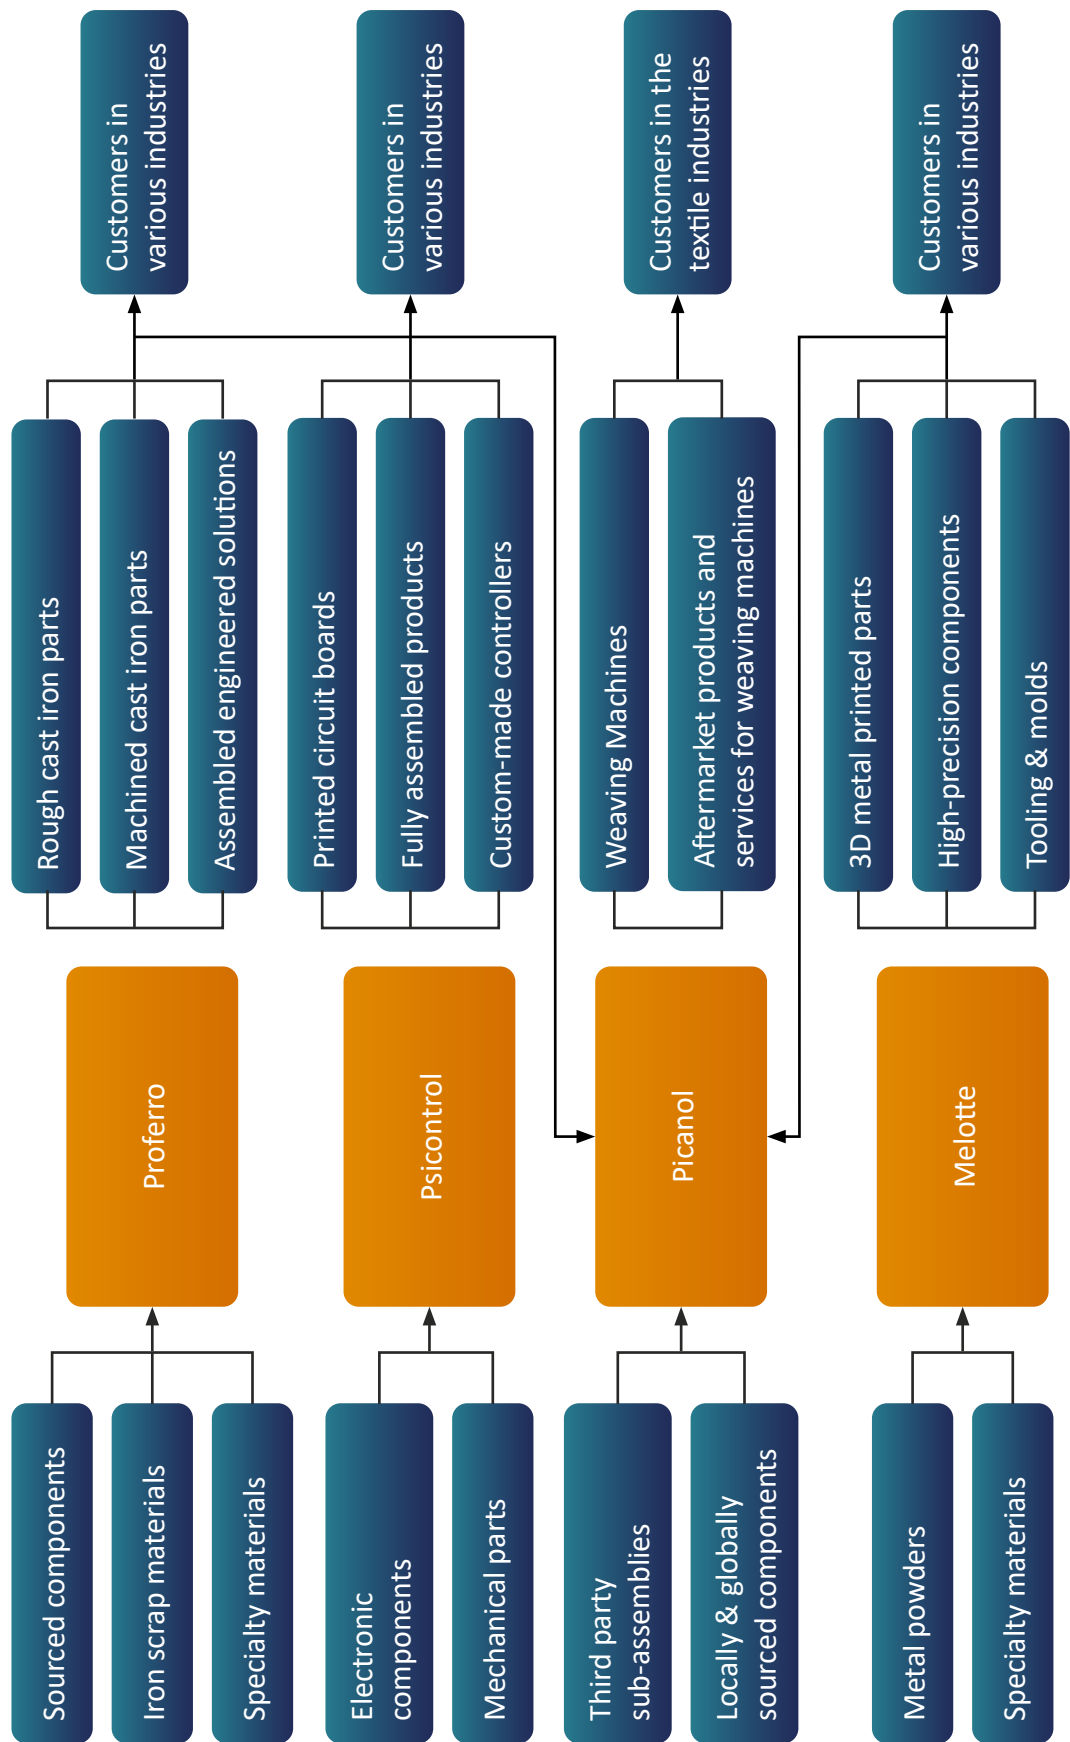 Sourced components
Iron scrap materials
Specialty materials
Proferro
Rough cast iron parts
Machined cast iron parts
Assembled engineered solutions
Customers in
various industries
Electronic
components
Mechanical parts
Psicontrol
Printed circuit boards
Fully assembled products
Custom-made controllers
Customers in
various industries
Third party
sub-assemblies
Locally & globally
sourced components
Picanol
Weaving Machines
Aftermarket products and
services for weaving machines
Customers in the
textile industries
Metal powders
Specialty materials
Melotte
3D metal printed parts
High-precision components
Tooling & molds
Customers in
various industries